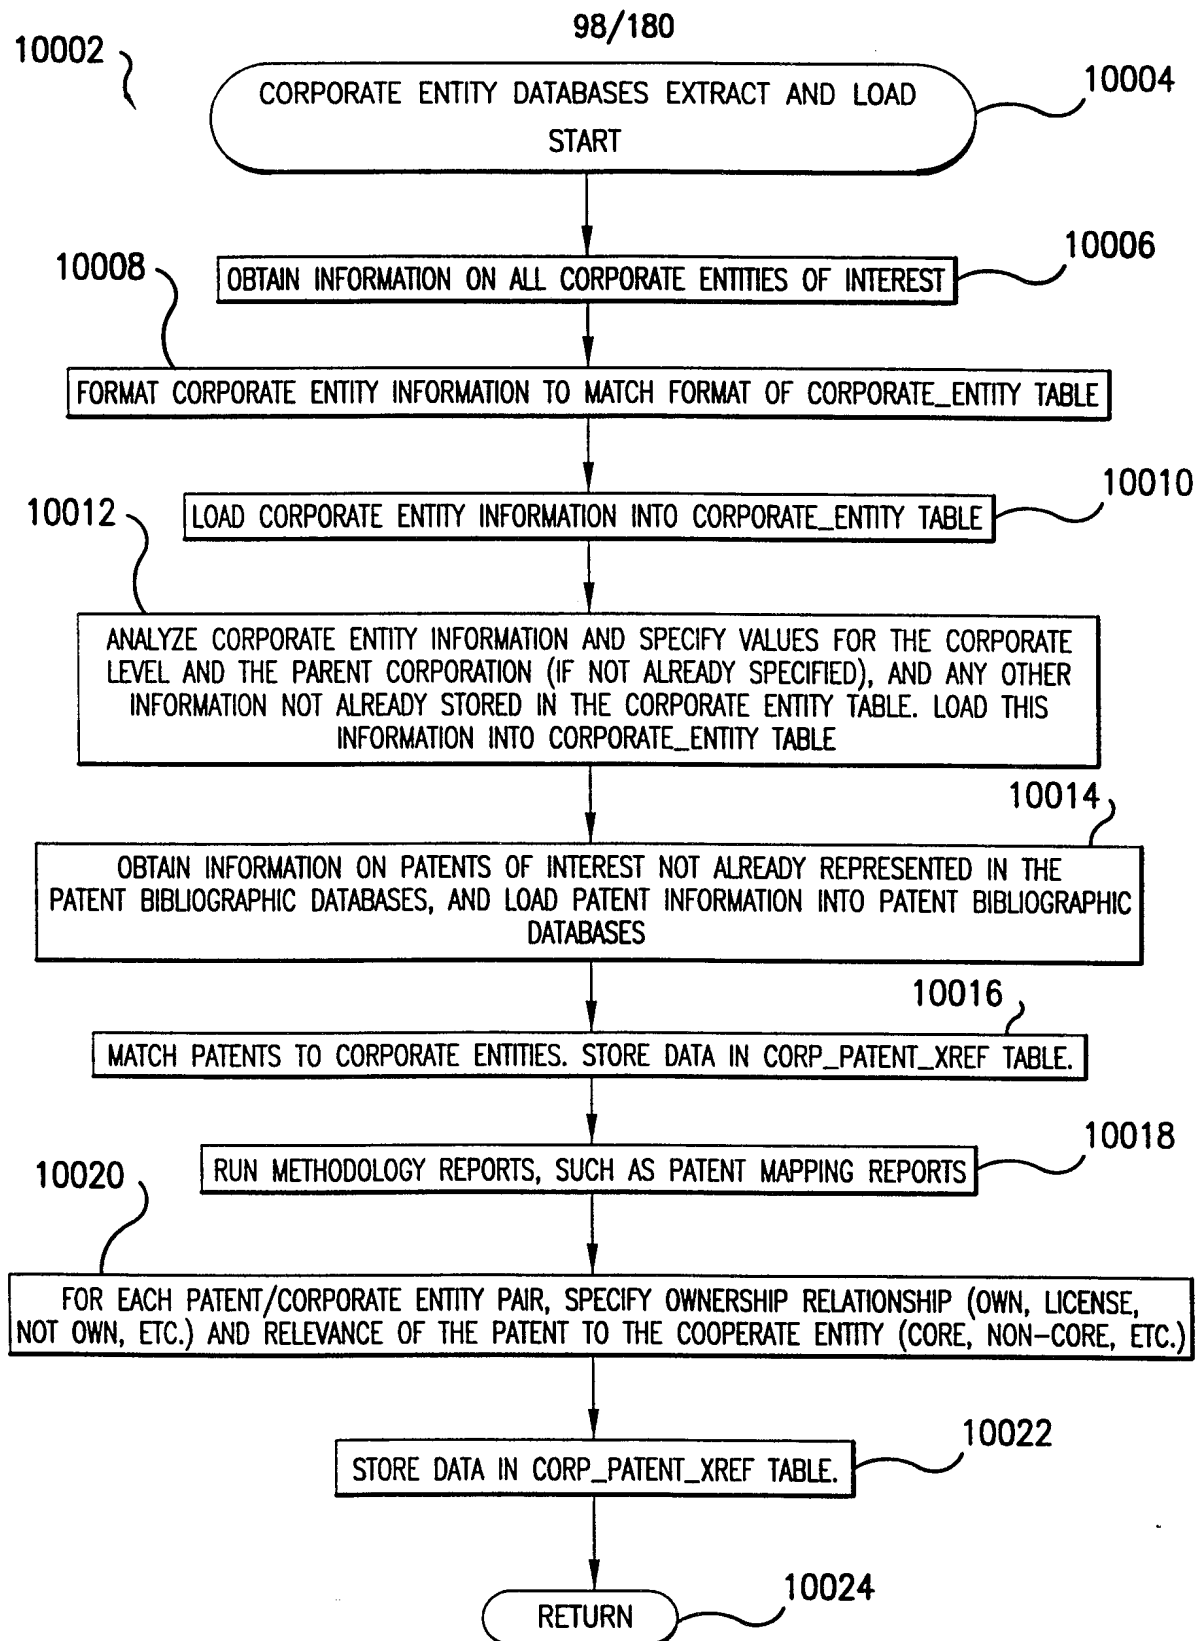 98/180
10002
CORPORATE ENTITY DATABASES EXTRACT AND LOAD
START
10004
OBTAIN INFORMATION ON ALL CORPORATE ENTITIES OF INTEREST
10006
10008
FORMAT CORPORATE ENTITY INFORMATION TO MATCH FORMAT OF CORPORATE_ENTITY TABLE
LOAD CORPORATE ENTITY INFORMATION INTO CORPORATE_ENTITY TABLE
10010
10012
ANALYZE CORPORATE ENTITY INFORMATION AND SPECIFY VALUES FOR THE CORPORATE
LEVEL AND THE PARENT CORPORATION (IF NOT ALREADY SPECIFIED), AND ANY OTHER
INFORMATION NOT ALREADY STORED IN THE CORPORATE ENTITY TABLE. LOAD THIS
INFORMATION INTO CORPORATE_ENTITY TABLE
10014
OBTAIN INFORMATION ON PATENTS OF INTEREST NOT ALREADY REPRESENTED IN THE
PATENT BIBLIOGRAPHIC DATABASES, AND LOAD PATENT INFORMATION INTO PATENT BIBLIOGRAPHIC
DATABASES
10016
MATCH PATENTS TO CORPORATE ENTITIES. STORE DATA IN CORP_PATENT_XREF TABLE.
RUN METHODOLOGY REPORTS, SUCH AS PATENT MAPPING REPORTS
10018
10020
FOR EACH PATENT/CORPORATE ENTITY PAIR, SPECIFY OWNERSHIP RELATIONSHIP (OWN, LICENSE,
NOT OWN, ETC.) AND RELEVANCE OF THE PATENT TO THE COOPERATE ENTITY (CORE, NON-CORE, ETC.)
STORE DATA IN CORP_PATENT_XREF TABLE.
10022
RETURN
10024